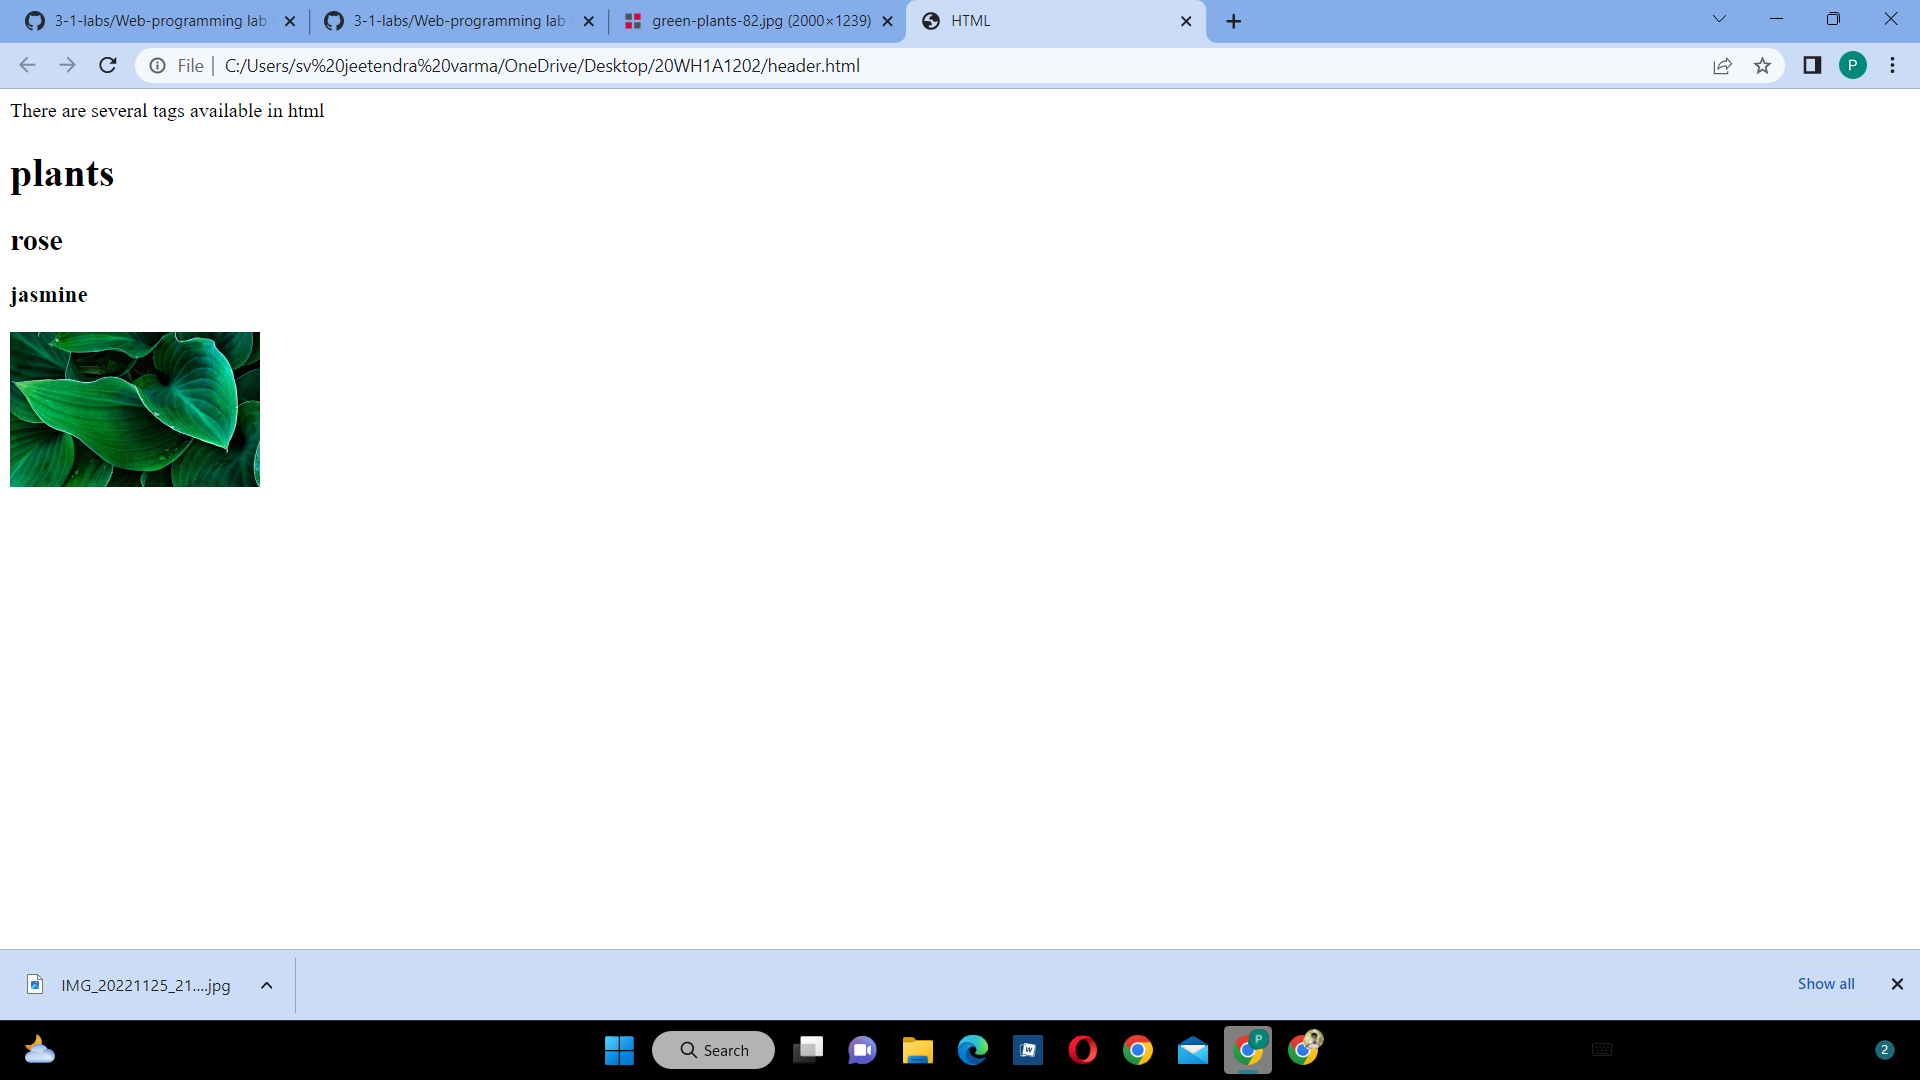 3-1-labs/Web-programming lab
3-1-labs/Web-programming lab
green-plants-82.jpg (2000×1239)
HTML
File
C:/Users/sv%20jeetendra%20varma/OneDrive/Desktop/20WH1A1202/header.html
P
There are several tags available in html
plants
rose
jasmine
IMG_20221125_21....jpg
Show all
Search
W
P
2